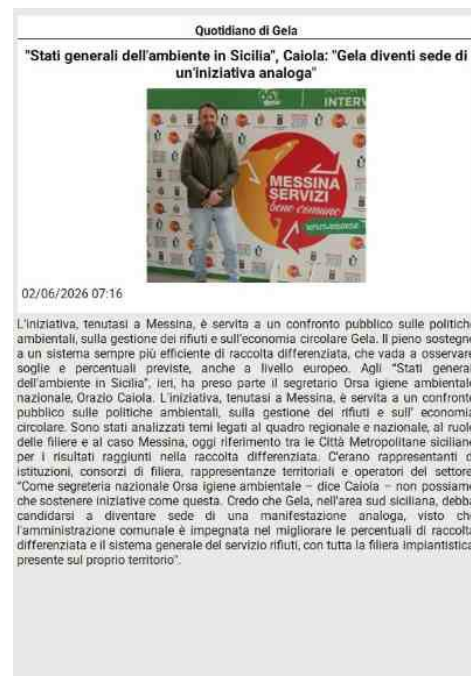 Quotidiano di Gela
"Stati generali dell'ambiente in Sicilia", Caiola: "Gela diventi sede di
un'iniziativa analoga"
INTERV
MESSINA
SERVIZI
bene comune
02/06/2026 07:16
L'iniziativa, tenutasi a Messina, è servita a un confronto pubblico sulle politiche
ambientali, sulla gestione dei rifiuti e sull'economia circolare Gela. Il pieno sostegno
a un sistema sempre più efficiente di raccolta differenziata, che vada a osservare
soglie e percentuali previste, anche a livello europeo. Agli "Stati general
dell'ambiente in Sicilia", ieri, ha preso parte il segretario Orsa igiene ambientale
nazionale, Orazio Caiola. L'iniziativa, tenutasi a Messina, è servita a un confronto
pubblico sulle politiche ambientali, sulla gestione dei rifiuti e sull' economia
circolare. Sono stati analizzati temi legati al quadro regionale e nazionale, al ruolo
delle filiere e al caso Messina, oggi riferimento tra le Città Metropolitane siciliane
per i risultati raggiunti nella raccolta differenziata. C'erano rappresentanti d
istituzioni, consorzi di filiera, rappresentanze territoriali e operatori del settore.
"Come segreteria nazionale Orsa igiene ambientale – dice Caiola – non possiamo
che sostenere iniziative come questa. Credo che Gela, nell'area sud siciliana, debba
candidarsi a diventare sede di una manifestazione analoga, visto che
l'amministrazione comunale è impegnata nel migliorare le percentuali di raccolta
differenziata e il sistema generale del servizio rifiuti, con tutta la filiera impiantistica
presente sul proprio territorio".